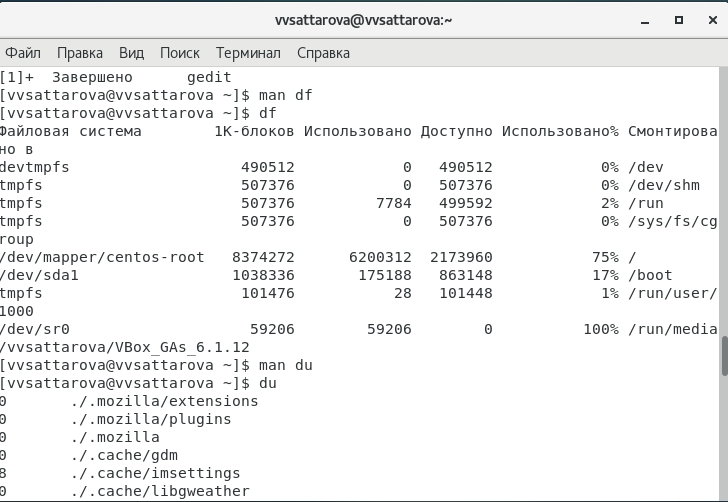 vvsattarova@vvsattarova:~
Файл Правка Вид Поиск Терминал Справка
[1]+  Завершено      gedit
[vvsattarova@vvsattarova ~]$ man df
[vvsattarova@vvsattarova ~]$ df
Файловая система        1К-блоков Использовано Доступно Использовано% Смонтирова
но в
devtmpfs                   490512            0   490512            0% /dev
tmpfs                      507376            0   507376            0% /dev/shm
tmpfs                      507376         7784   499592            2% /run
tmpfs                      507376            0   507376            0% /sys/fs/cg
roup
/dev/mapper/centos-root   8374272      6200312  2173960           75% /
/dev/sda1                 1038336       175188   863148           17% /boot
tmpfs                      101476           28   101448            1% /run/user/
1000
/dev/sr0                    59206        59206        0          100% /run/media
/vvsattarova/VBox_GAs_6.1.12
[vvsattarova@vvsattarova ~]$ man du
[vvsattarova@vvsattarova ~]$ du
0       ./.mozilla/extensions
0       ./.mozilla/plugins
0       ./.mozilla
0       ./.cache/gdm
8       ./.cache/imsettings
0       ./.cache/libgweather